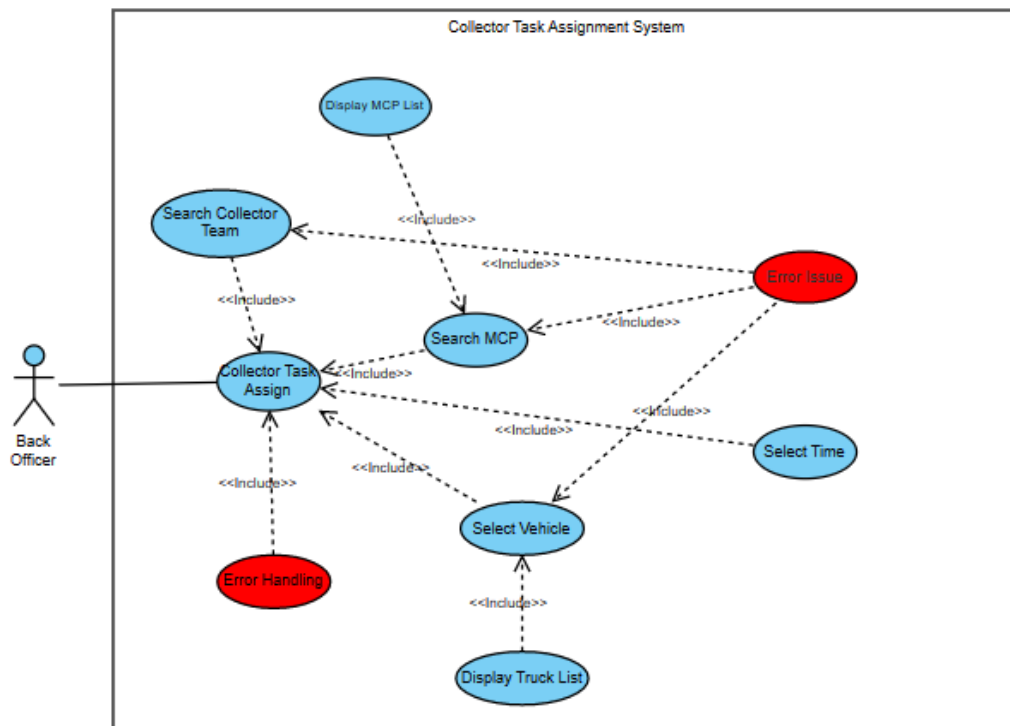 Collector Task Assignment System
Display MCP List
Search Collector
Team
<<Include>>
<<Include>>
Error Issue
<<Include>>
<<Include>>
Search MCP
Collector Task
Assign
<<Include>>
<<Include>>
<<Include>>
Back
Officer
Select Time
<<Include>>
<<Include>>
Select Vehicle
Error Handling
<<Include>>
Display Truck List